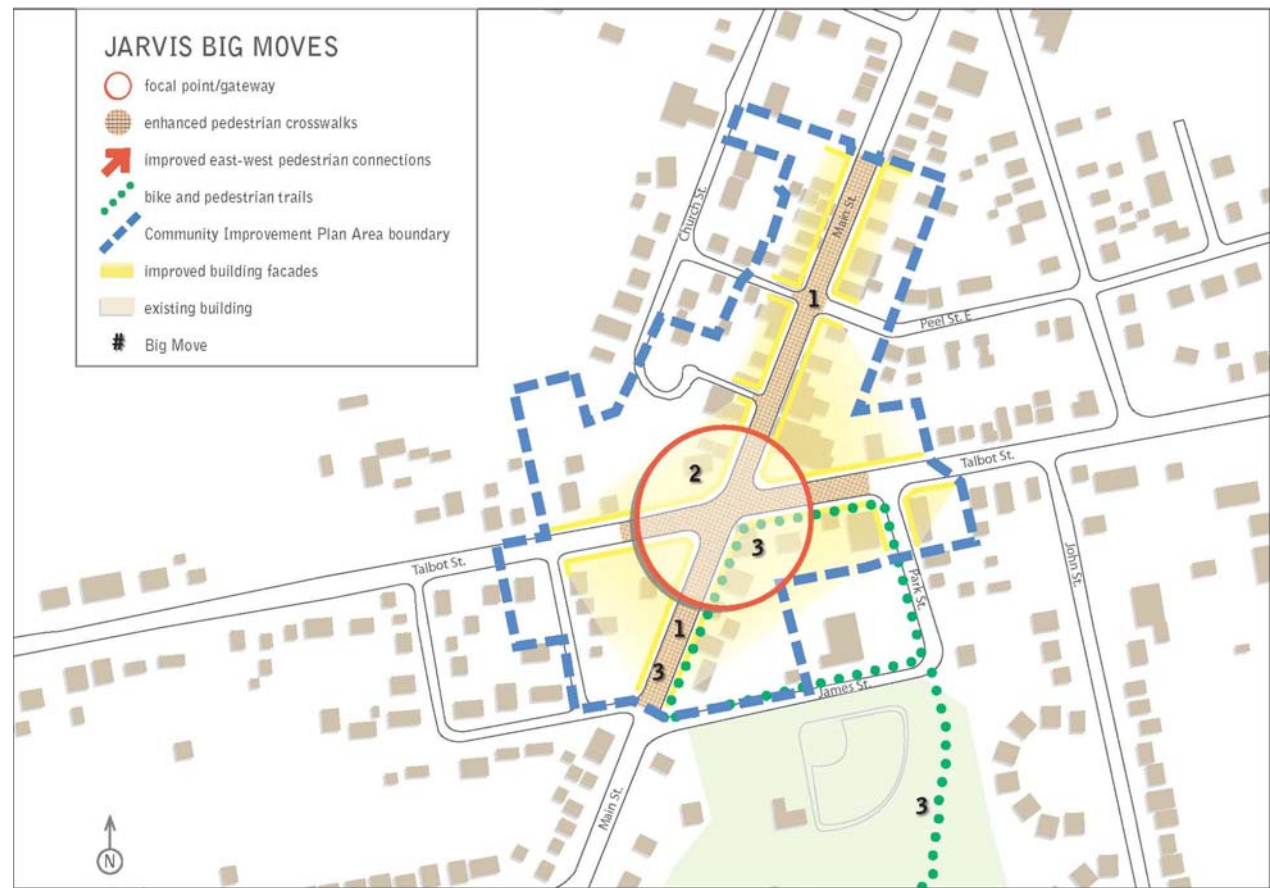 JARVIS BIG MOVES
focal point/gateway
enhanced pedestrian crosswalks
improved east-west pedestrian connections
bike and pedestrian trails
Community Improvement Plan Area boundary
improved building facades
existing building
# Big Move
Church St.
Main St.
1
Peel St. E
2
Talbot St.
3
Talbot St.
John St.
Park St.
1
3
James St.
Main St.
3
N